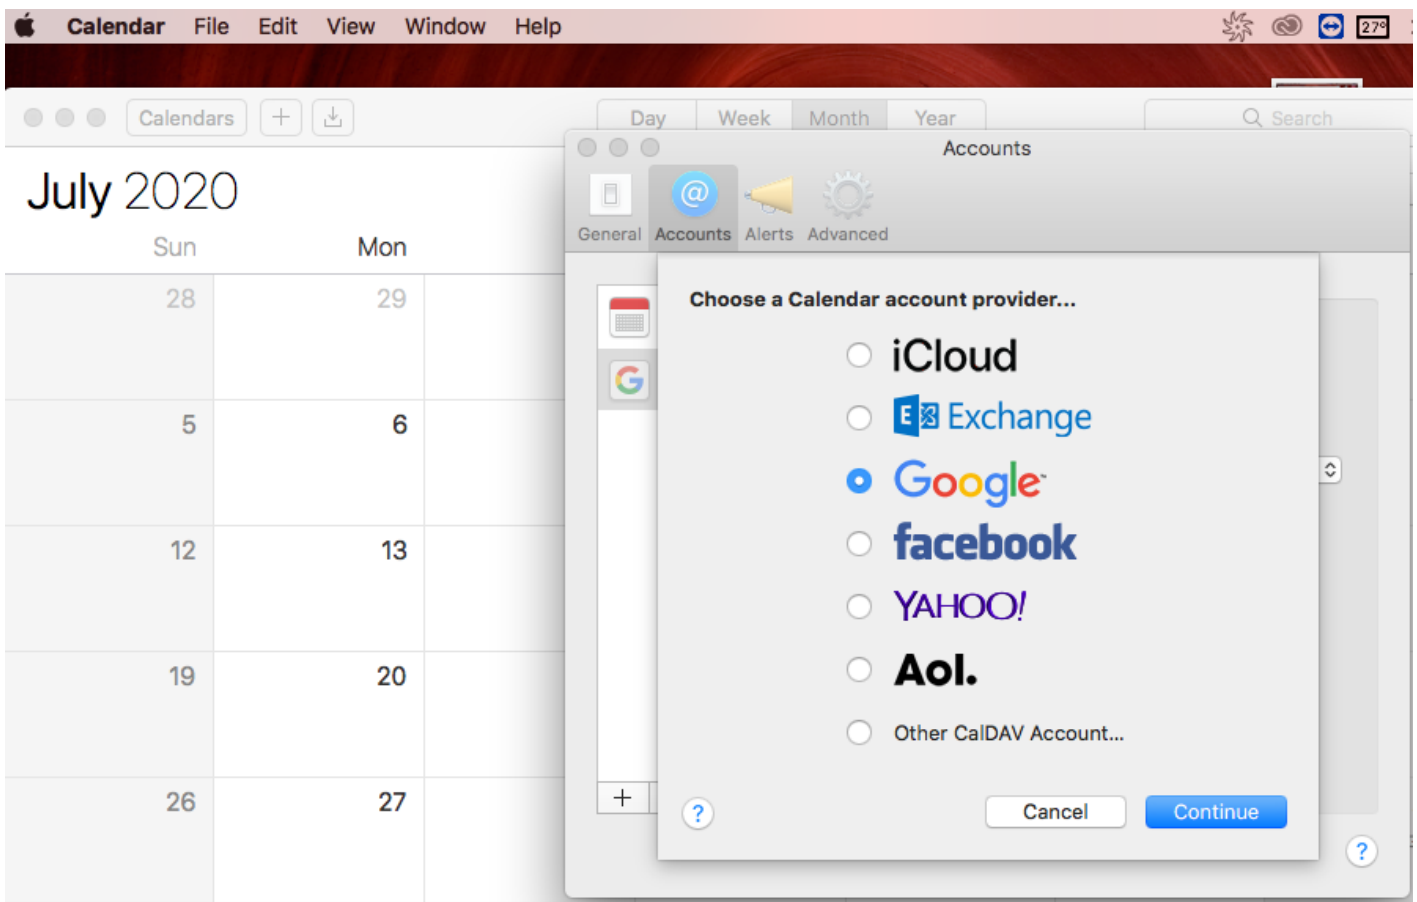 Calendar File Edit View Window Help 27°
Calendars + Day Week Month Year Search
Accounts
July 2020
General Accounts Alerts Advanced
Sun Mon
28 29
Choose a Calendar account provider...
iCloud
E Exchange
G
5 6
Google
12 13
facebook
YAHOO!
19 20
Aol.
Other CalDAV Account...
26 27
+ ? Cancel Continue
?